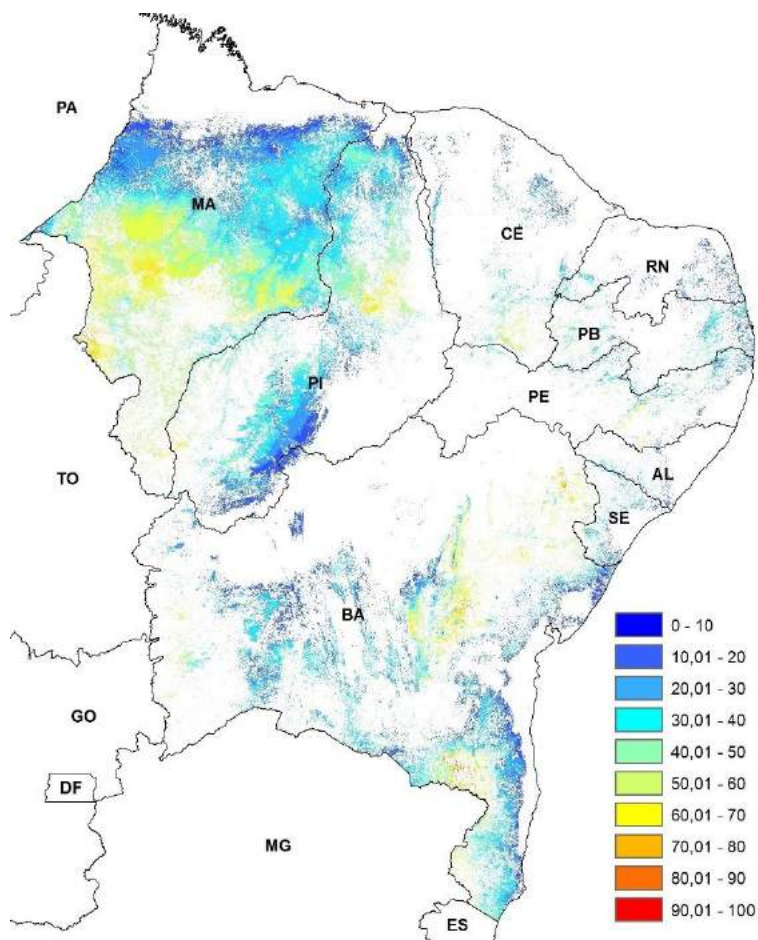 PA
MA
CE
RN
PB
PI
PE
TO
AL
SE
BA
GO
DF
MG
ES
0 - 10
10,01 - 20
20,01 - 30
30,01 - 40
40,01 - 50
50,01 - 60
60,01 - 70
70,01 - 80
80,01 - 90
90,01 - 100